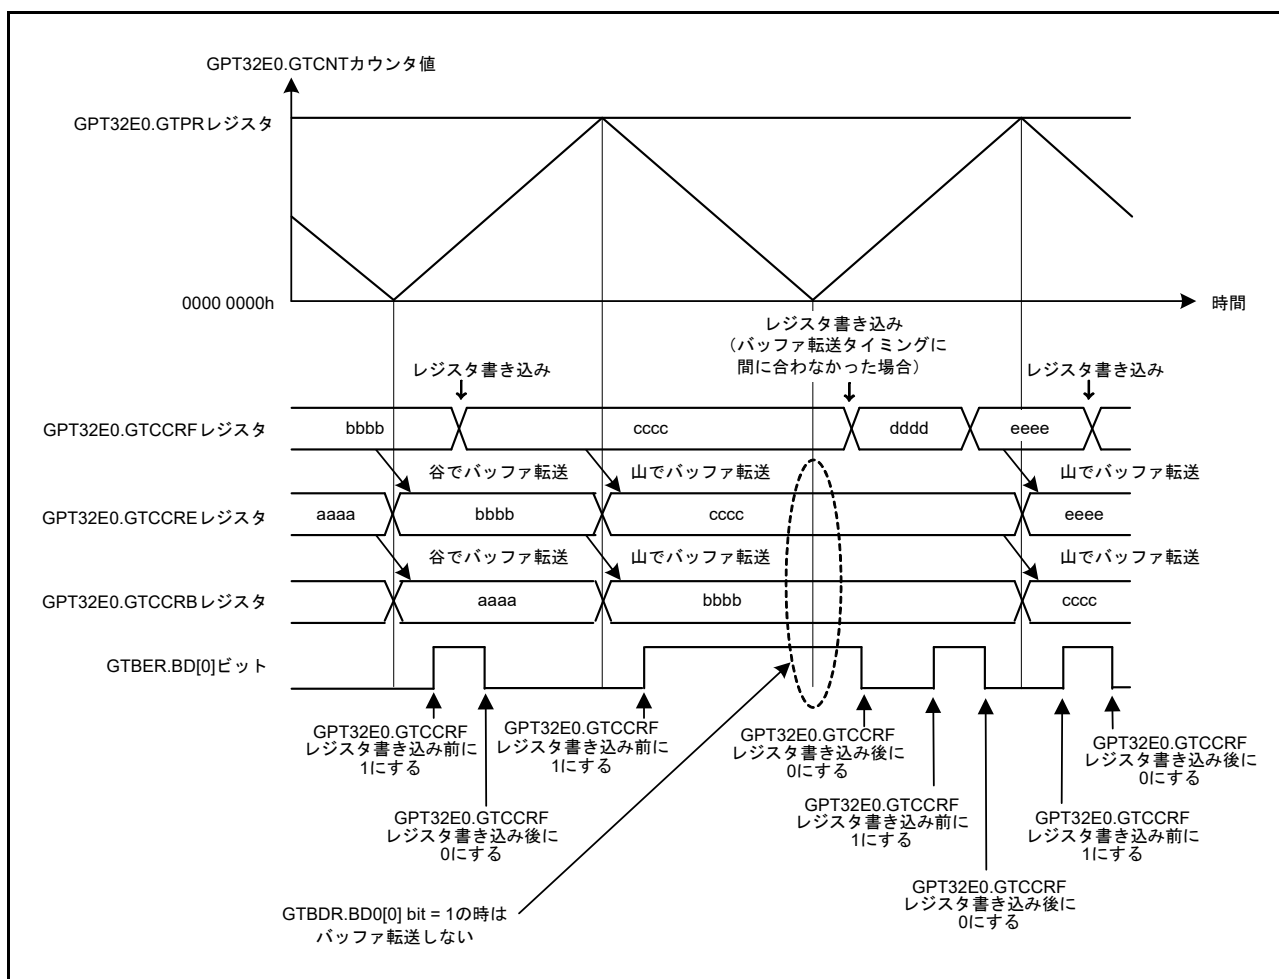 GPT32E0.GTCNTカウンタ値
GPT32E0.GTPRレジスタ
0000 0000h
時間
レジスタ書き込み
(バッファ転送タイミングに
間に合わなかった場合)
レジスタ書き込み
レジスタ書き込み
GPT32E0.GTCCRFレジスタ
bbbb
cccc
dddd
eeee
谷でバッファ転送
山でバッファ転送
山でバッファ転送
GPT32E0.GTCCREレジスタ
aaaa
bbbb
cccc
eeee
谷でバッファ転送
山でバッファ転送
山でバッファ転送
GPT32E0.GTCCRBレジスタ
aaaa
bbbb
cccc
GTBER.BD[0]ビット
GPT32E0.GTCCRF
レジスタ書き込み前に
1にする
GPT32E0.GTCCRF
レジスタ書き込み後に
0にする
GPT32E0.GTCCRF
レジスタ書き込み前に
1にする
GPT32E0.GTCCRF
レジスタ書き込み後に
0にする
GPT32E0.GTCCRF
レジスタ書き込み前に
1にする
GPT32E0.GTCCRF
レジスタ書き込み後に
0にする
GPT32E0.GTCCRF
レジスタ書き込み前に
1にする
GPT32E0.GTCCRF
レジスタ書き込み後に
0にする
GTBDR.BD0[0] bit = 1の時は
バッファ転送しない